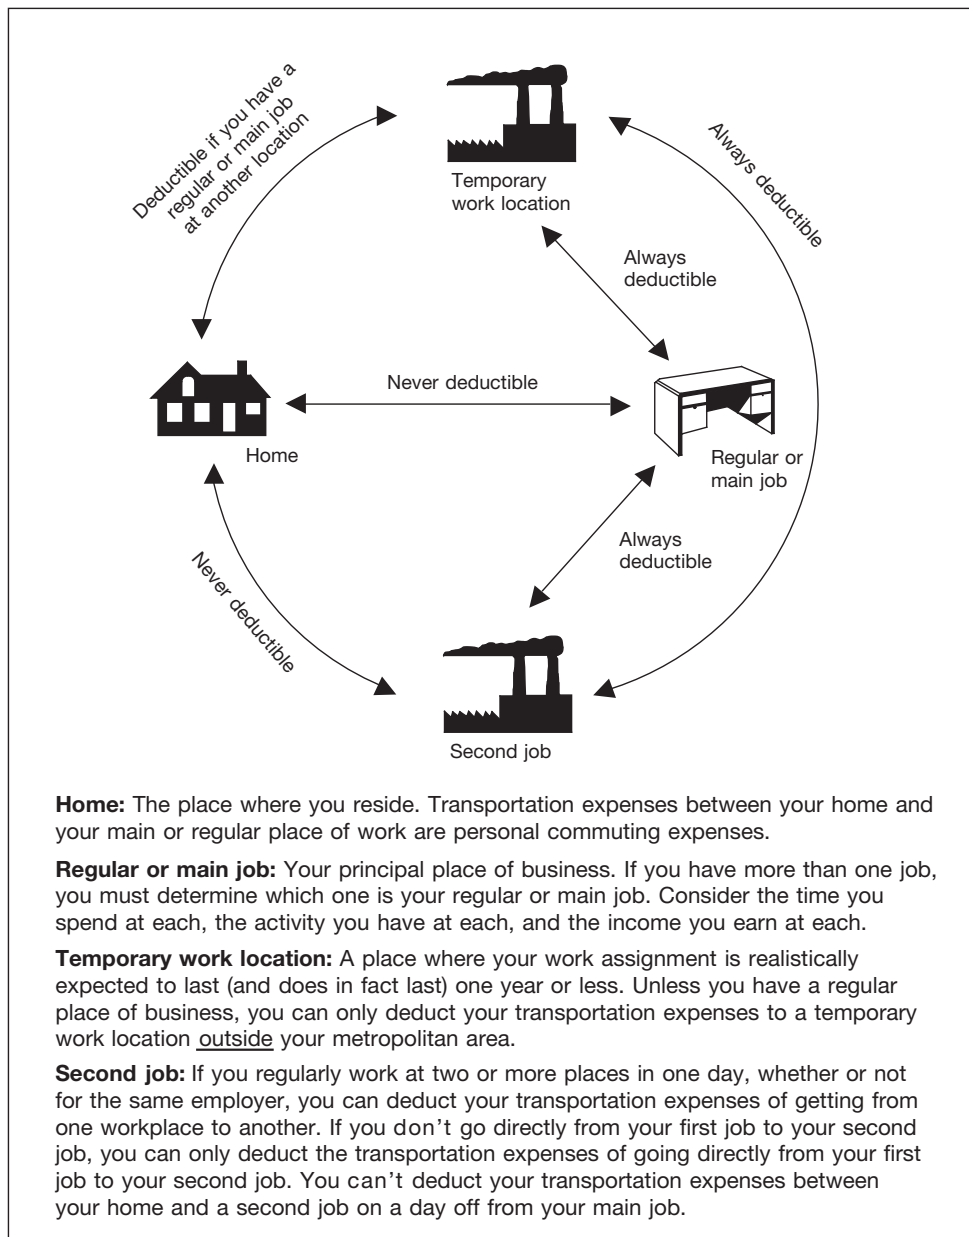 Deductible if you have a
regular or main job
at another location
Temporary
work location
Always deductible
Always
deductible
Never deductible
Home
Regular or
main job
Always
deductible
Never deductible
Second job
Home: The place where you reside. Transportation expenses between your home and
your main or regular place of work are personal commuting expenses.
Regular or main job: Your principal place of business. If you have more than one job,
you must determine which one is your regular or main job. Consider the time you
spend at each, the activity you have at each, and the income you earn at each.
Temporary work location: A place where your work assignment is realistically
expected to last (and does in fact last) one year or less. Unless you have a regular
place of business, you can only deduct your transportation expenses to a temporary
work location outside your metropolitan area.
Second job: If you regularly work at two or more places in one day, whether or not
for the same employer, you can deduct your transportation expenses of getting from
one workplace to another. If you don't go directly from your first job to your second
job, you can only deduct the transportation expenses of going directly from your first
job to your second job. You can't deduct your transportation expenses between
your home and a second job on a day off from your main job.